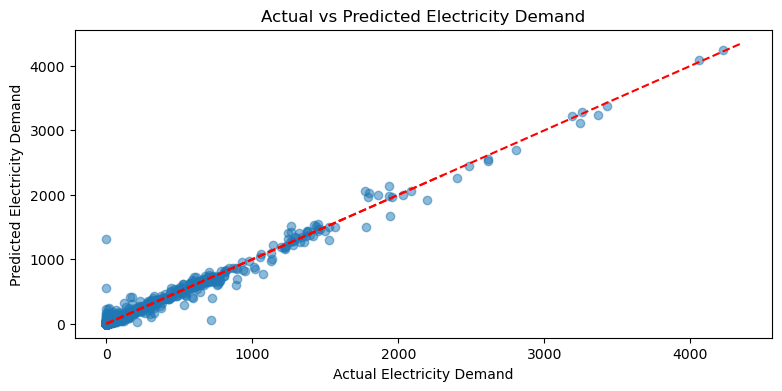 Actual vs Predicted Electricity Demand
Predicted Electricity Demand
4000
3000
2000
1000
0
0 1000 2000 3000 4000
Actual Electricity Demand